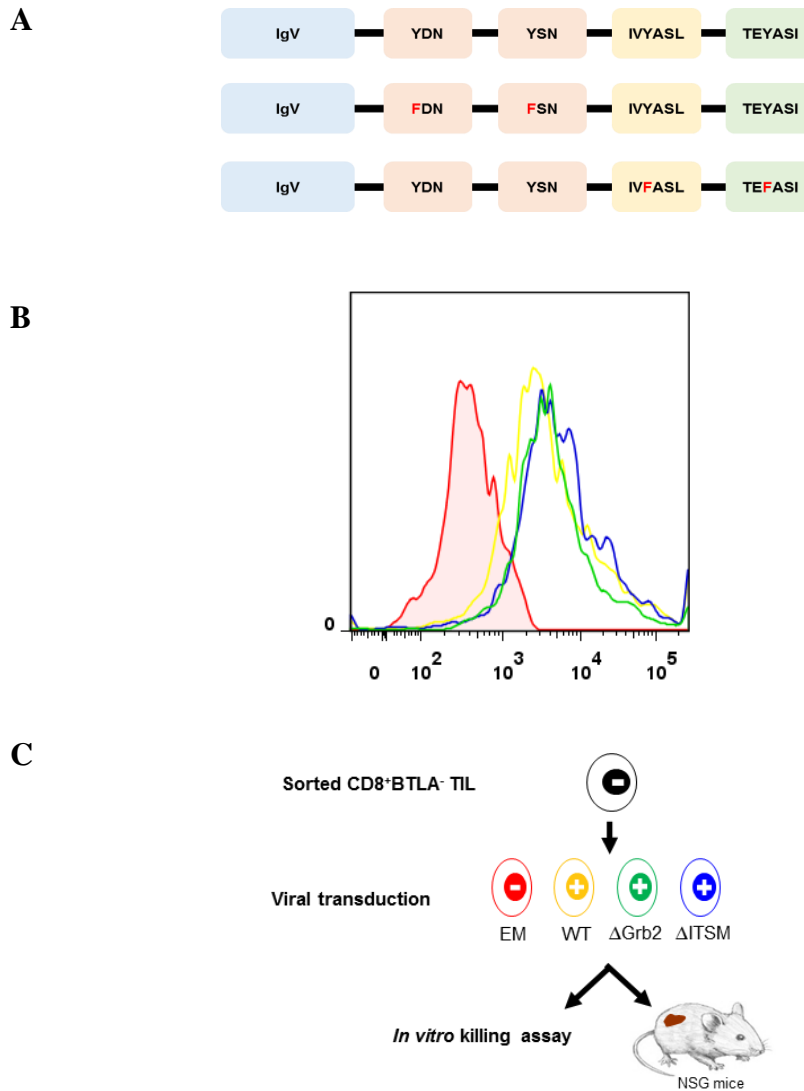 A
IgV YDN YSN IVYASL TEYASI
IgV FDN FSN IVYASL TEYASI
IgV YDN YSN IVFASL TEFASI
B
0
0 10² 10³ 10⁴ 10⁵
C
Sorted CD8⁺BTLA⁻ TIL
Viral transduction
EM WT ΔGrb2 ΔITSM
In vitro killing assay
NSG mice